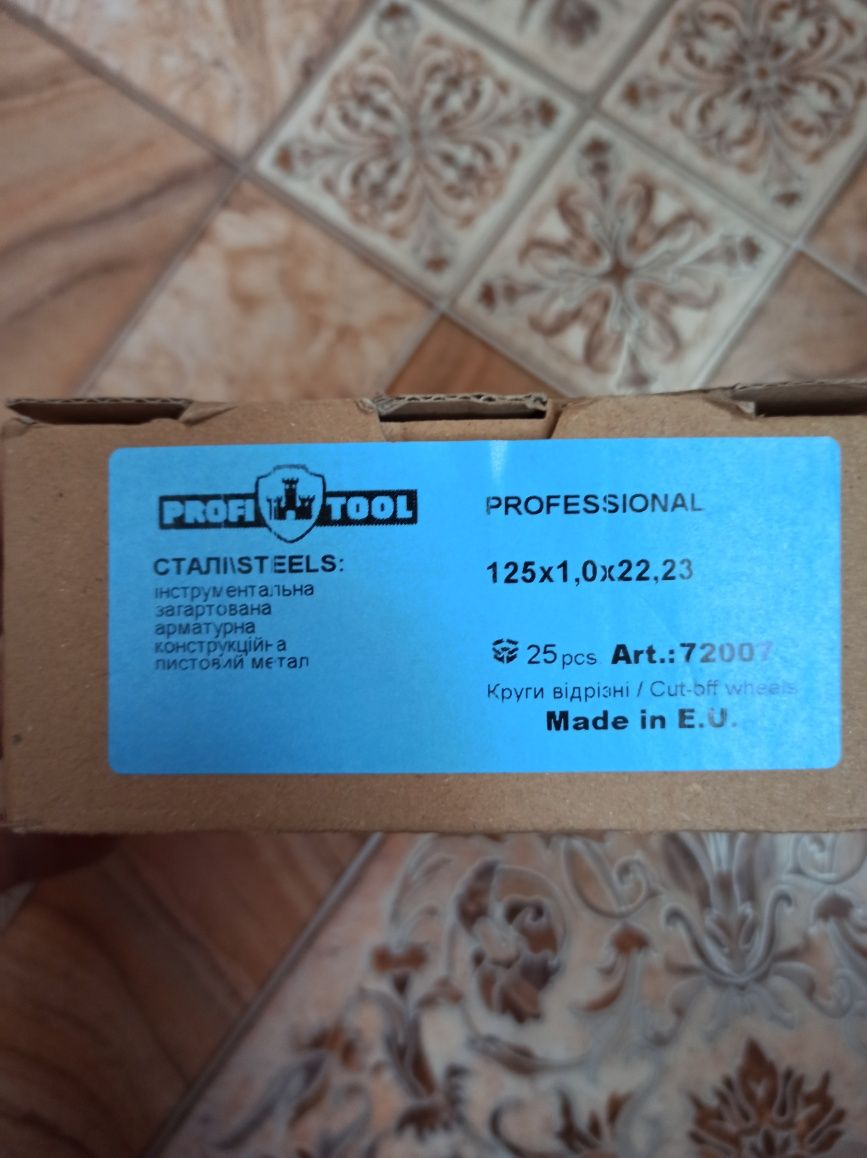 PROFI TOOL
СТАЛІ\STEELS:
інструментальна
загартована
арматурна
конструкційна
листовий метал
PROFESSIONAL
125x1,0x22,23
25 pcs Art.: 72007
Круги відрізні / Cut-off wheels
Made in E.U.